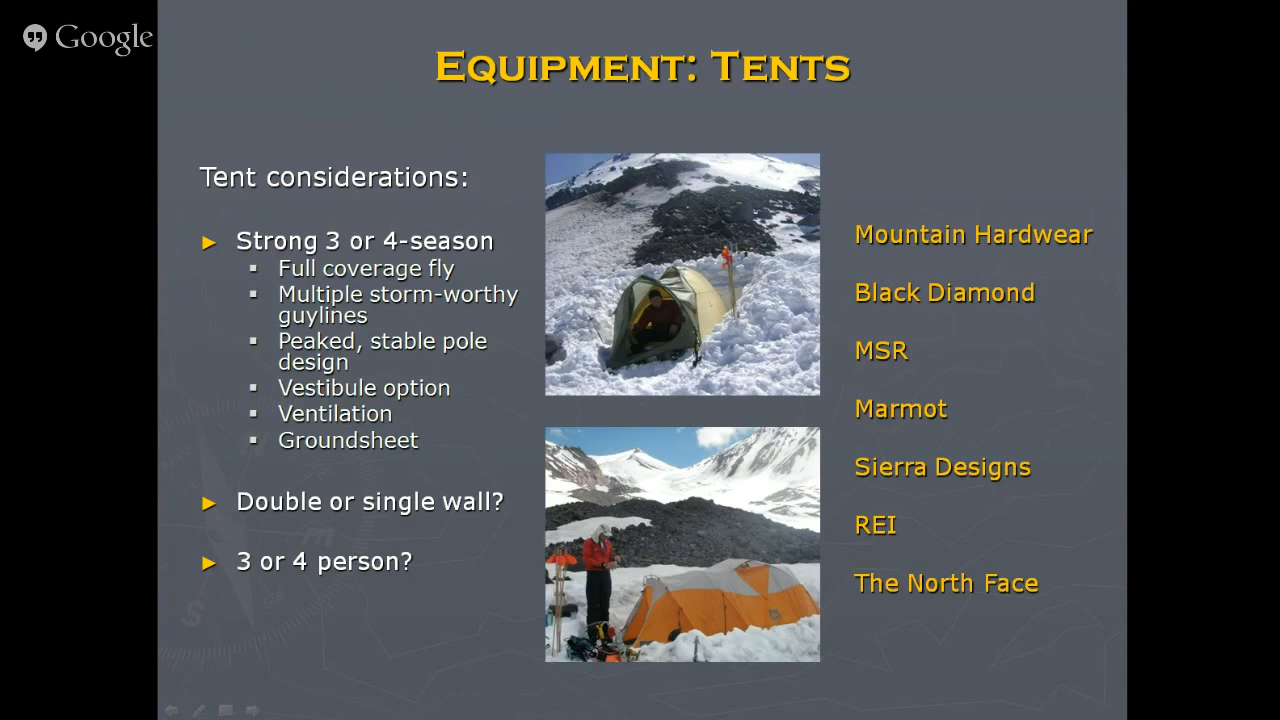 Google
Equipment: Tents
Tent considerations:
► Strong 3 or 4-season
▪ Full coverage fly
▪ Multiple storm-worthy
guylines
▪ Peaked, stable pole
design
▪ Vestibule option
▪ Ventilation
▪ Groundsheet
► Double or single wall?
► 3 or 4 person?
Mountain Hardwear
Black Diamond
MSR
Marmot
Sierra Designs
REI
The North Face